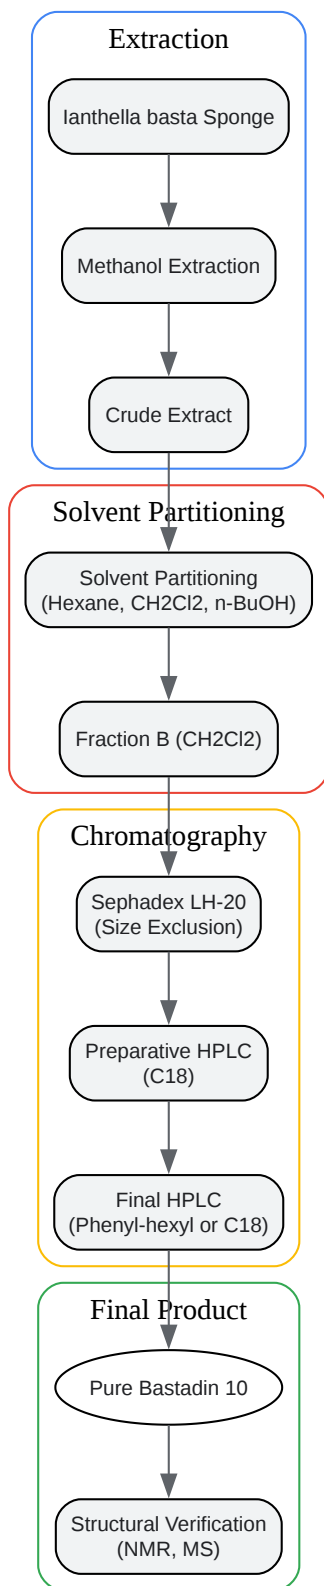 Extraction
Ianthella basta Sponge
Methanol Extraction
Crude Extract
Solvent Partitioning
Solvent Partitioning
(Hexane, CH2Cl2, n-BuOH)
Fraction B (CH2Cl2)
Chromatography
Sephadex LH-20
(Size Exclusion)
Preparative HPLC
(C18)
Final HPLC
(Phenyl-hexyl or C18)
Final Product
Pure Bastadin 10
Structural Verification
(NMR, MS)